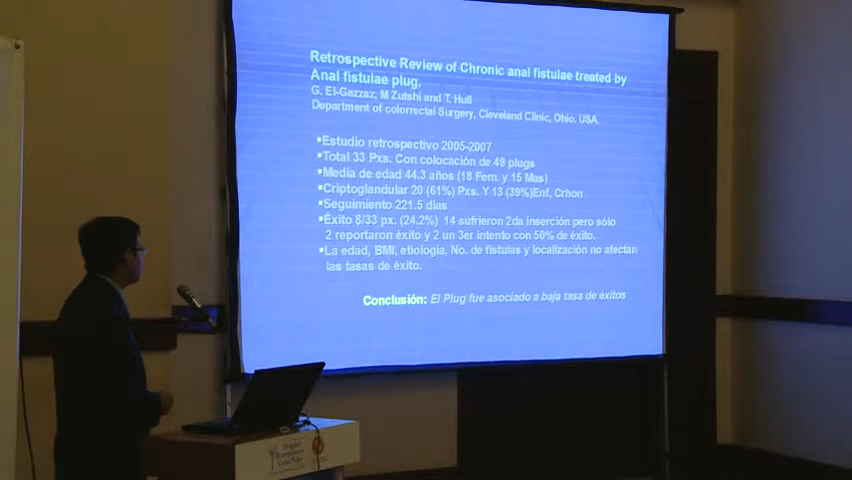 Retrospective Review of Chronic anal fistulae treated by
Anal fistulae plug.
G. El-Gazzaz, M Zutshi and T. Hull
Department of colorrectal Surgery, Cleveland Clinic, Ohio. USA.
▪Estudio retrospectivo 2005-2007
▪Total 33 Pxs. Con colocación de 49 plugs
▪Media de edad 44.3 años (18 Fem. y 15 Mas)
▪Criptoglandular 20 (61%) Pxs. Y 13 (39%)Enf, Crhon
▪Seguimiento 221.5 días
▪Éxito 8/33 px. (24.2%) 14 sufrieron 2da inserción pero sólo
2 reportaron éxito y 2 un 3er intento con 50% de éxito.
▪La edad, BMI, etiología, No. de fistulas y localización no afectan
las tasas de éxito.
Conclusión: El Plug fue asociado a baja tasa de éxitos
Hospital